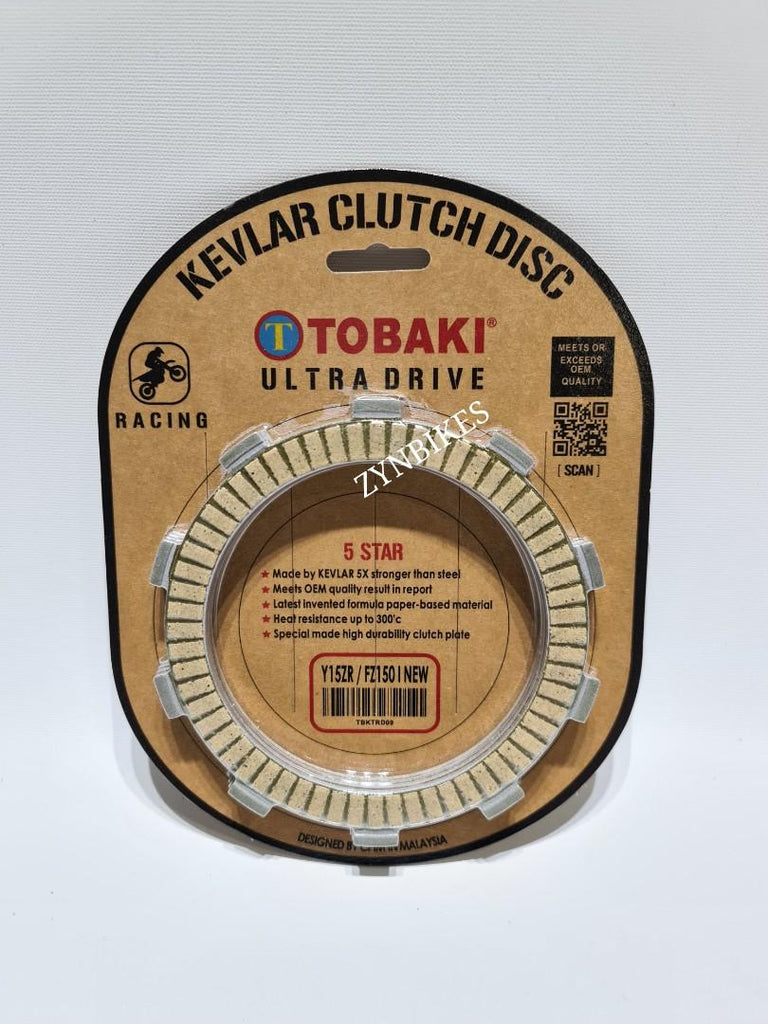 KEVLAR CLUTCH DISC
T TOBAKI®
ULTRA DRIVE
RACING
MEETS OR
EXCEEDS
OEM
QUALITY
[ SCAN ]
ZYNBIKES
5 STAR
★ Made by KEVLAR 5X stronger than steel
★ Meets OEM quality result in report
★ Latest invented formula paper-based material
★ Heat resistance up to 300'c
★ Special made high durability clutch plate
Y15ZR / FZ150 I NEW
TBKTRD09
DESIGNED BY IN MALAYSIA